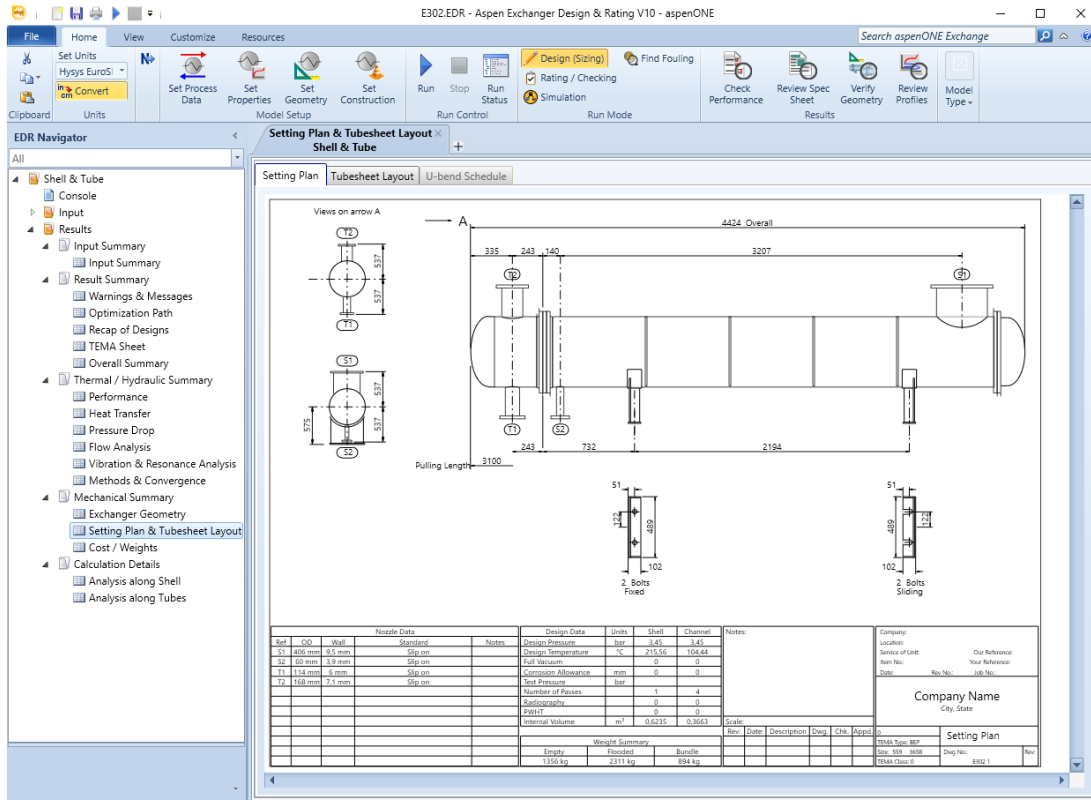 E302.EDR - Aspen Exchanger Design & Rating V10 - aspenONE
File Home View Customize Resources
Search aspenONE Exchange
Set Units
Hysys EuroSI
Convert
Clipboard
Units
Set Process Data
Set Properties
Set Geometry
Set Construction
Model Setup
Run
Stop
Run Status
Run Control
Design (Sizing)
Rating / Checking
Simulation
Find Fouling
Run Mode
Check Performance
Review Spec Sheet
Verify Geometry
Review Profiles
Results
Model Type
EDR Navigator
All
Shell & Tube
Console
Input
Results
Input Summary
Input Summary
Result Summary
Warnings & Messages
Optimization Path
Recap of Designs
TEMA Sheet
Overall Summary
Thermal / Hydraulic Summary
Performance
Heat Transfer
Pressure Drop
Flow Analysis
Vibration & Resonance Analysis
Methods & Convergence
Mechanical Summary
Exchanger Geometry
Setting Plan & Tubesheet Layout
Cost / Weights
Calculation Details
Analysis along Shell
Analysis along Tubes
Setting Plan & Tubesheet Layout
Shell & Tube
Setting Plan Tubesheet Layout U-bend Schedule
Views on arrow A
A
4424 Overall
T2
537
537
T1
335 243 140 3207
T2
S1
S1
537
575
537
S2
T1
S2
243 732 2194
Pulling Length 3100
51
122
489
102
2 Bolts
Fixed
51
489
122
102
2 Bolts
Sliding
Nozzle Data
Ref OD Wall Standard Notes
S1 406 mm 9,5 mm Slip on
S2 60 mm 3,9 mm Slip on
T1 114 mm 6 mm Slip on
T2 168 mm 7,1 mm Slip on
Design Data Units Shell Channel
Design Pressure bar 3,45 3,45
Design Temperature °C 215,56 104,44
Full Vacuum 0 0
Corrosion Allowance mm 0 0
Test Pressure bar
Number of Passes 1 4
Radiography 0 0
PWHT 0 0
Internal Volume m³ 0,6235 0,3663
Weight Summary
Empty Flooded Bundle
1356 kg 2311 kg 894 kg
Notes:
Scale:
Rev: Date: Description Dwg. Chk. Appd.
Company:
Location:
Service of Unit: Our Reference:
Item No.: Your Reference:
Date: Rev No.: Job No.:
Company Name
City, State
0
TEMA Type: BEP
Size: 559 - 3658
TEMA Class: 0
Setting Plan
Dwg No.: Rev:
E302 1